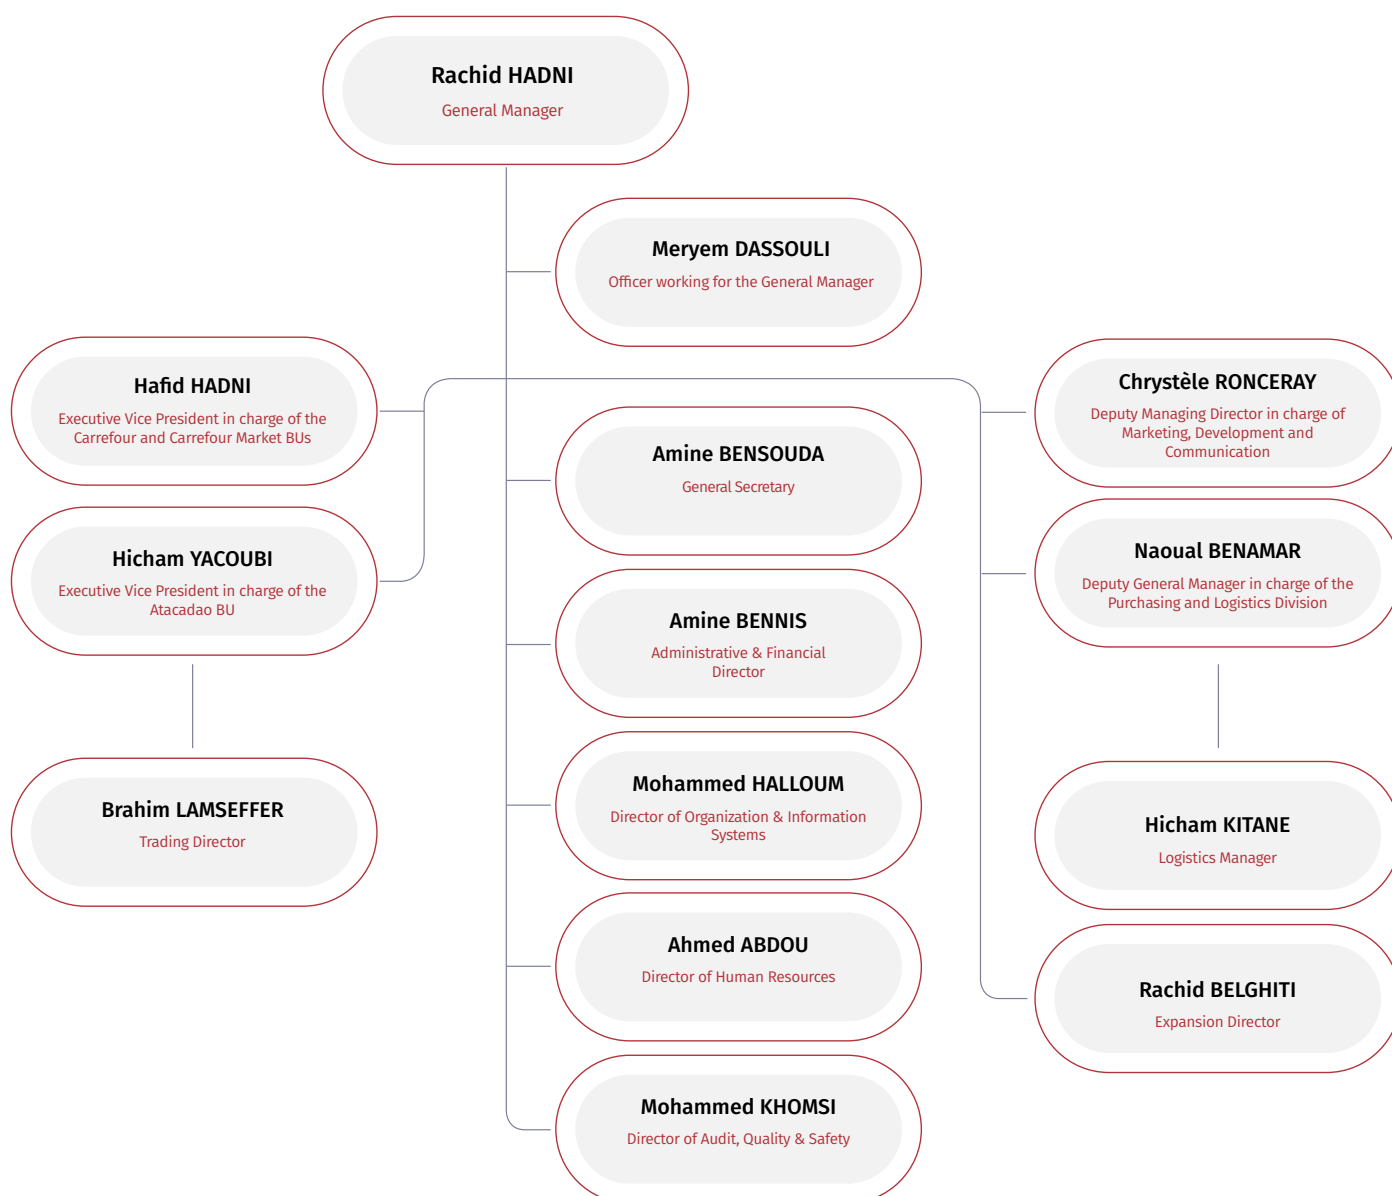 Rachid HADNI
General Manager
Meryem DASSOULI
Officer working for the General Manager
Hafid HADNI
Executive Vice President in charge of the
Carrefour and Carrefour Market BUs
Chrystèle RONCERAY
Deputy Managing Director in charge of
Marketing, Development and
Communication
Amine BENSOUDA
General Secretary
Hicham YACOUBI
Executive Vice President in charge of the
Atacadao BU
Naoual BENAMAR
Deputy General Manager in charge of the
Purchasing and Logistics Division
Amine BENNIS
Administrative & Financial
Director
Brahim LAMSEFFER
Trading Director
Mohammed HALLOUM
Director of Organization & Information
Systems
Hicham KITANE
Logistics Manager
Ahmed ABDOU
Director of Human Resources
Rachid BELGHITI
Expansion Director
Mohammed KHOMSI
Director of Audit, Quality & Safety